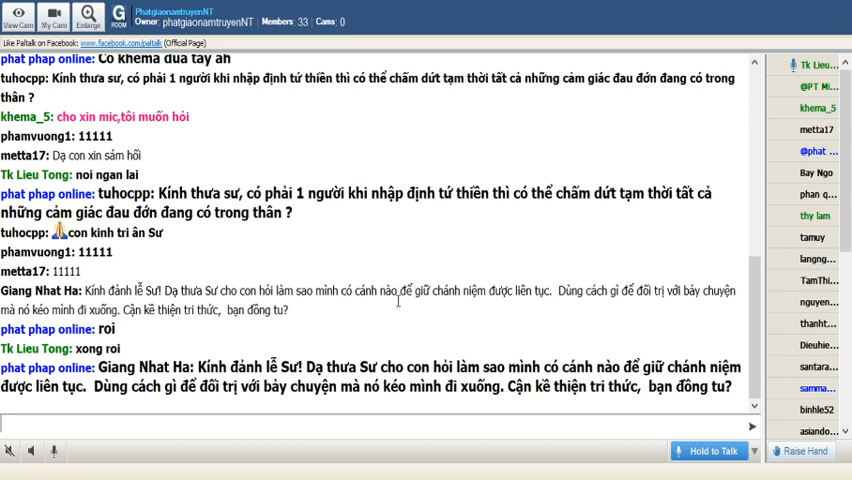 PhatgiaonamtruyenNT
Owner: phatgiaonamtruyenNT Members: 33 Cams: 0
View Cam My Cam Enlarge G ROOM
Like Paltalk on Facebook: www.facebook.com/paltalk (Official Page)
phat phap online: Co khema dua tay ah
tuhocpp: Kính thưa sư, có phải 1 người khi nhập định tứ thiền thì có thể chấm dứt tạm thời tất cả những cảm giác đau đớn đang có trong
thân ?
khema_5: cho xin mic,tôi muốn hỏi
phamvuong1: 11111
metta17: Dạ con xin sám hối
Tk Lieu Tong: noi ngan lai
phat phap online: tuhocpp: Kính thưa sư, có phải 1 người khi nhập định tứ thiền thì có thể chấm dứt tạm thời tất cả
những cảm giác đau đớn đang có trong thân ?
tuhocpp: con kinh tri ân Sư
phamvuong1: 11111
metta17: 11111
Giang Nhat Ha: Kính đảnh lễ Sư! Dạ thưa Sư cho con hỏi làm sao mình có cánh nào để giữ chánh niệm được liên tục. Dùng cách gì để đối trị với bảy chuyện
mà nó kéo mình đi xuống. Cận kề thiện tri thức, bạn đồng tu?
phat phap online: roi
Tk Lieu Tong: xong roi
phat phap online: Giang Nhat Ha: Kính đảnh lễ Sư! Dạ thưa Sư cho con hỏi làm sao mình có cánh nào để giữ chánh niệm
được liên tục. Dùng cách gì để đối trị với bảy chuyện mà nó kéo mình đi xuống. Cận kề thiện tri thức, bạn đồng tu?
Hold to Talk
Raise Hand
Tk Lieu...
@PT Mi...
khema_5
metta17
@phat ...
Bay Ngo
phan q...
thy lam
tamuy
langng...
TamThi...
nguyen...
thanht...
Dieuhie...
santara...
samma...
binhle52
asiando...